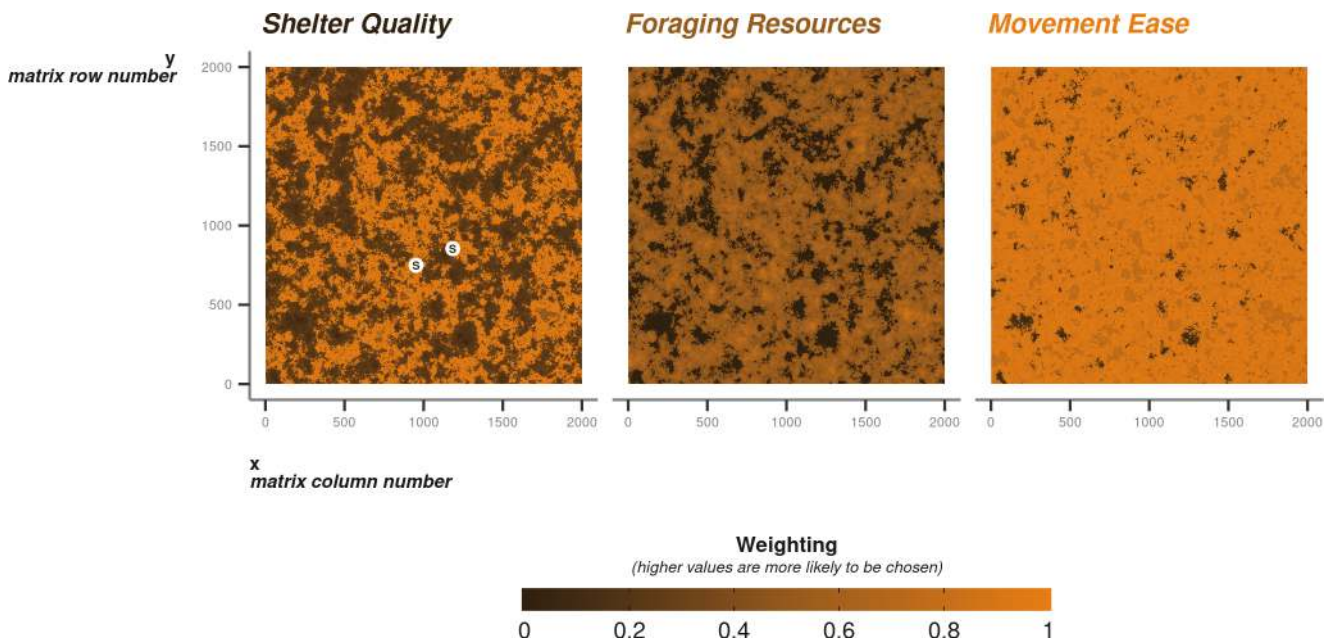 Shelter Quality Foraging Resources Movement Ease
y
matrix row number
2000
1500
1000
500
0
S
S
0 500 1000 1500 2000 0 500 1000 1500 2000 0 500 1000 1500 2000
x
matrix column number
Weighting
(higher values are more likely to be chosen)
0 0.2 0.4 0.6 0.8 1